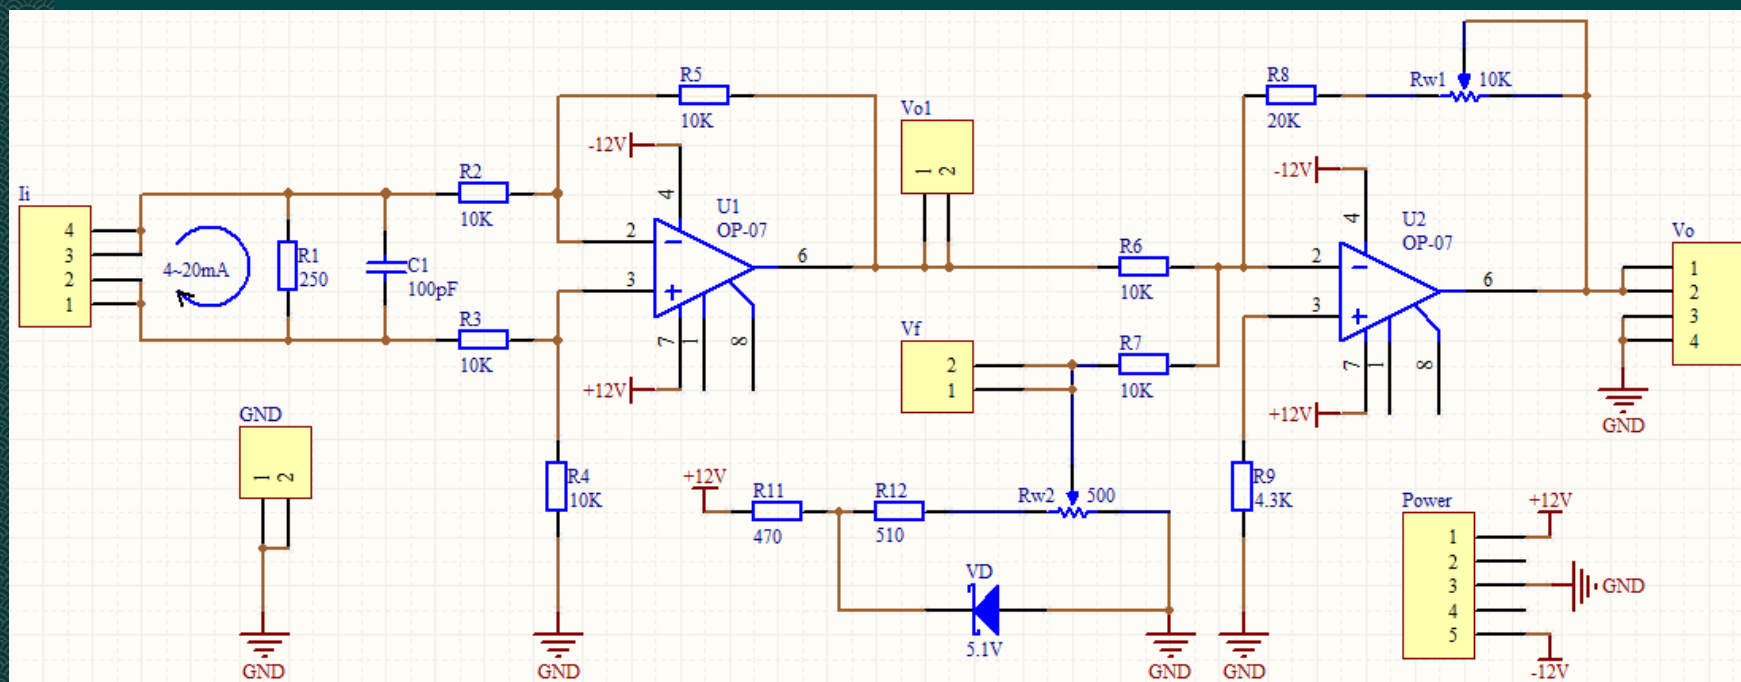 Ii
4
3
2
1
4~20mA
R1
250
C1
100pF
R2
10K
R3
10K
R5
10K
-12V
4
2
3
6
U1
OP-07
7
1
8
+12V
R4
10K
GND
GND
1
2
GND
Vo1
1
2
R6
10K
Vf
2
1
R7
10K
+12V
R11
470
R12
510
Rw2
500
VD
5.1V
GND
R8
20K
Rw1
10K
-12V
4
2
3
6
U2
OP-07
7
1
8
+12V
R9
4.3K
GND
Vo
1
2
3
4
GND
Power
1
2
3
4
5
+12V
GND
-12V